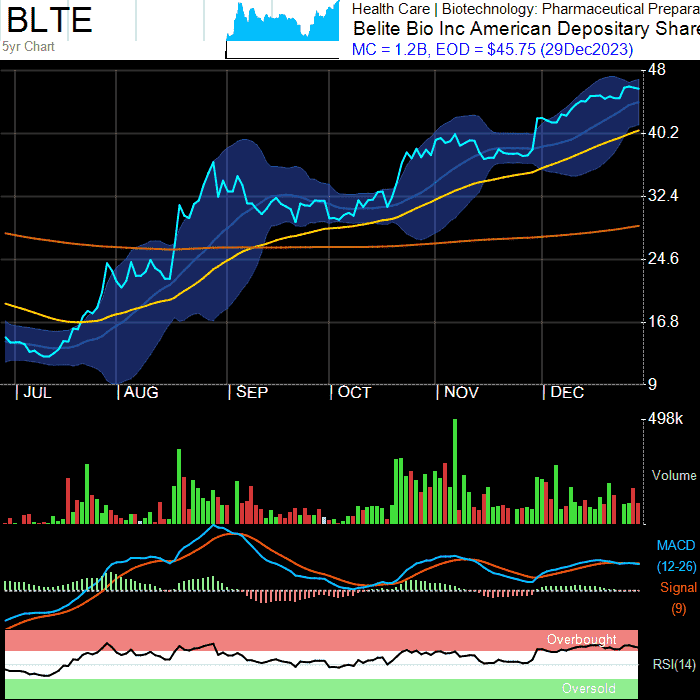 BLTE
5yr Chart
Health Care | Biotechnology: Pharmaceutical Prepara
Belite Bio Inc American Depositary Share
MC = 1.2B, EOD = $45.75 (29Dec2023)
48
40.2
32.4
24.6
16.8
9
JUL AUG SEP OCT NOV DEC
498k
Volume
MACD
(12-26)
Signal
(9)
Overbought
RSI(14)
Oversold